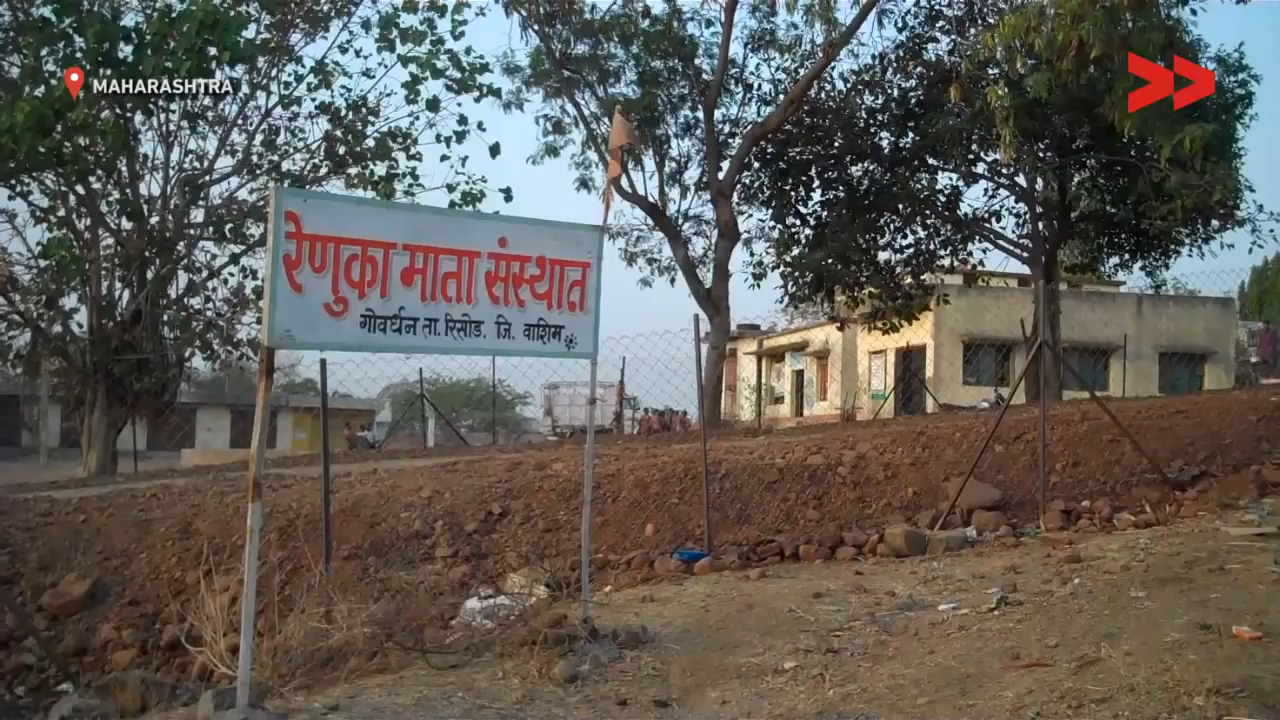 MAHARASHTRA
रेणुका माता संस्थान
गोवर्धन ता. रिसोड. जि. वाशिम